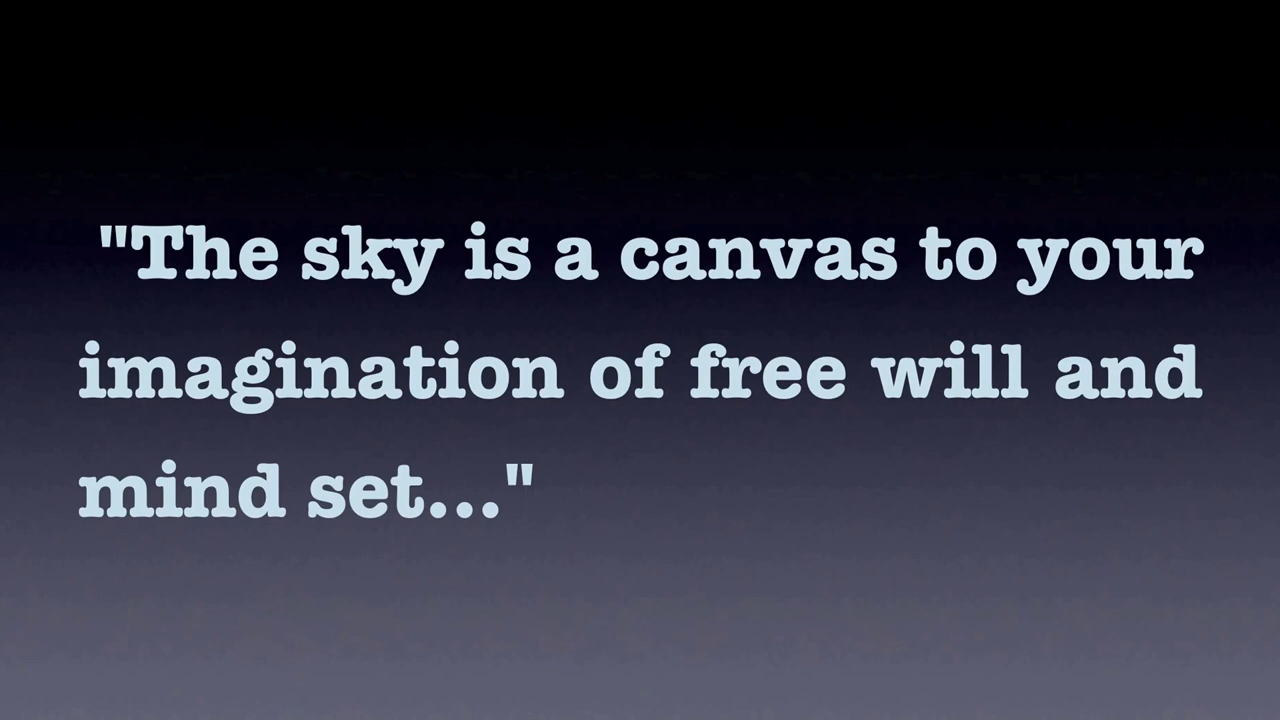 "The sky is a canvas to your
imagination of free will and
mind set..."